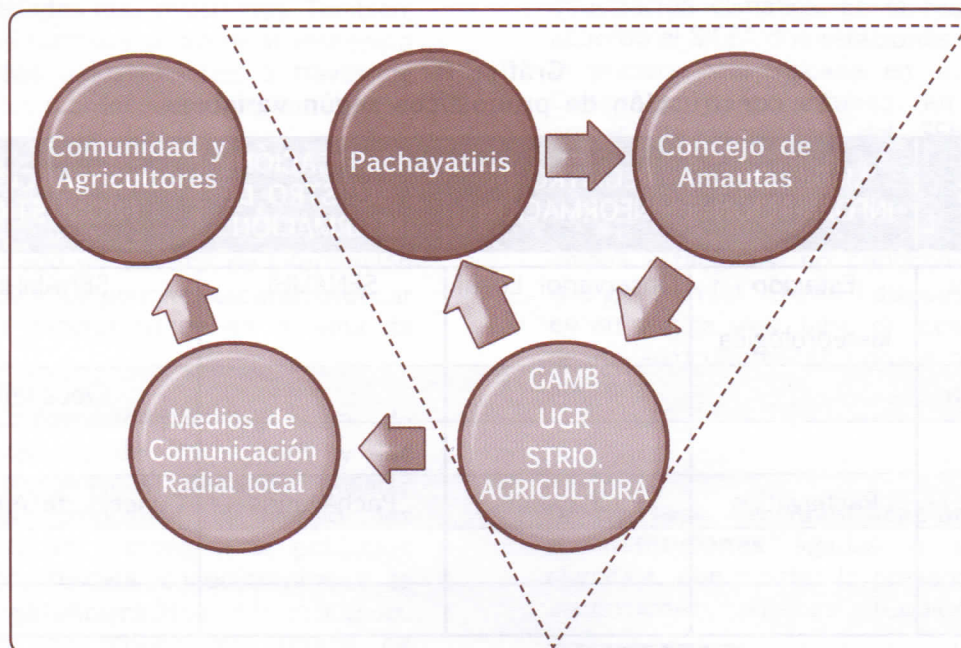 Comunidad y
Agricultores
Pachayatiris
Concejo de
Amautas
Medios de
Comunicación
Radial local
GAMB
UGR
STRIO.
AGRICULTURA